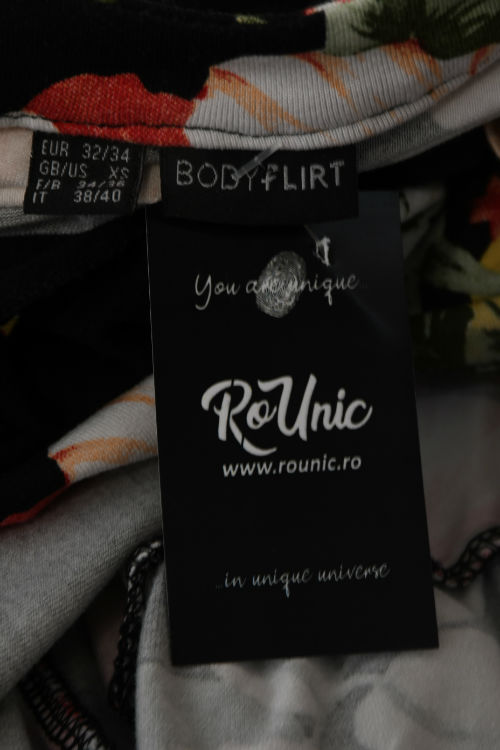 EUR 32/34
GB/US XS
F/B 34/36
IT 38/40
BODYFLIRT
You are unique...
RoUnic
www.rounic.ro
...in unique universe